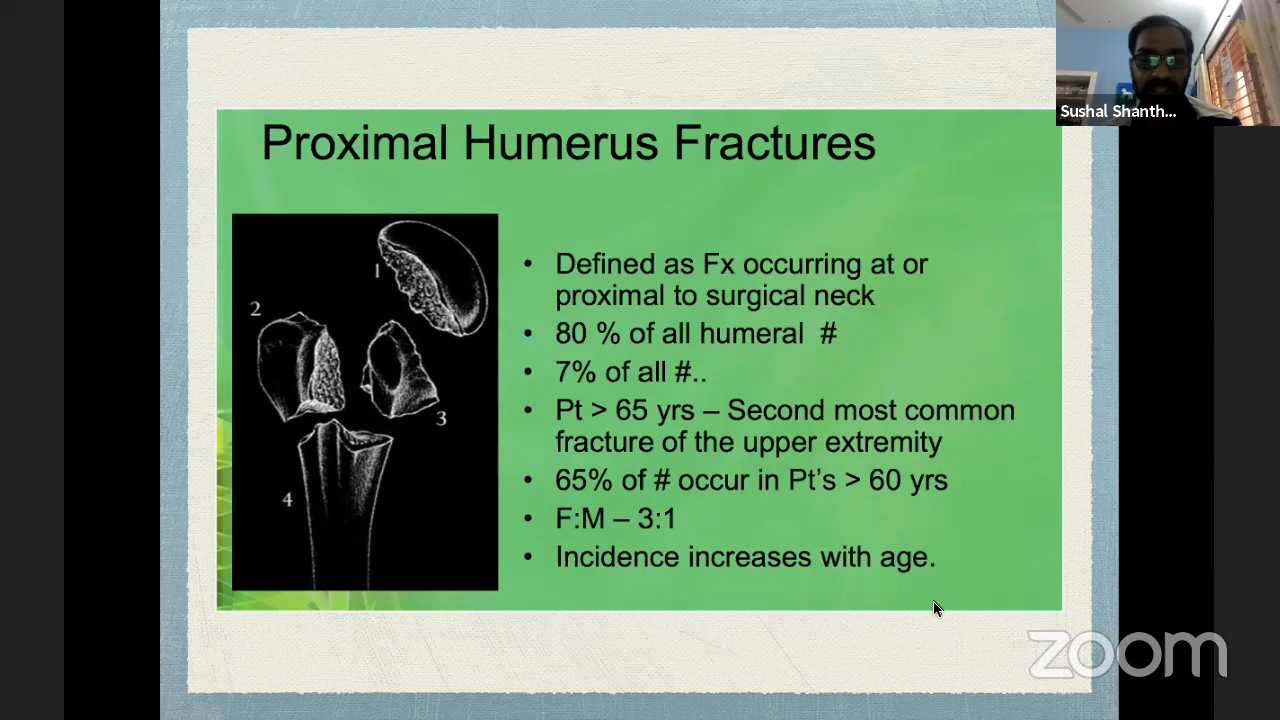 Sushal Shanth...
Proximal Humerus Fractures
1
2
3
4
• Defined as Fx occurring at or
proximal to surgical neck
• 80 % of all humeral #
• 7% of all #..
• Pt > 65 yrs – Second most common
fracture of the upper extremity
• 65% of # occur in Pt’s > 60 yrs
• F:M – 3:1
• Incidence increases with age.
zoom